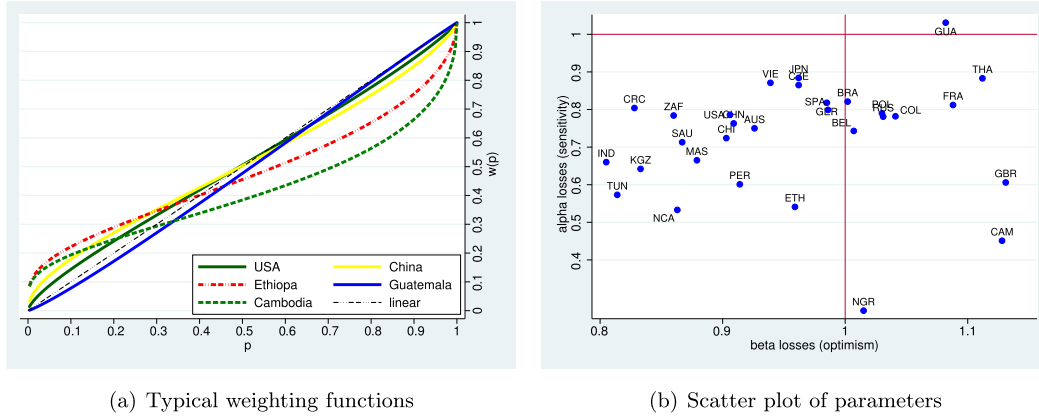 0 0.1 0.2 0.3 0.4 0.5 0.6 0.7 0.8 0.9 1
w(p)
USA China
Ethiopa Guatemala
Cambodia linear
0 0.1 0.2 0.3 0.4 0.5 0.6 0.7 0.8 0.9 1
p
(a) Typical weighting functions
alpha losses (sensitivity)
0.4 0.5 0.6 0.7 0.8 0.9 1
GUA
JPN
THA
VIE
CZE
BRA
FRA
CRC
SPA
POL
ZAF
GER
RUS
COL
USA
CHN
AUS
BEL
SAU
CHI
IND
KGZ
MAS
PER
GBR
TUN
ETH
NCA
CAM
NGR
0.8 0.9 1 1.1
beta losses (optimism)
(b) Scatter plot of parameters